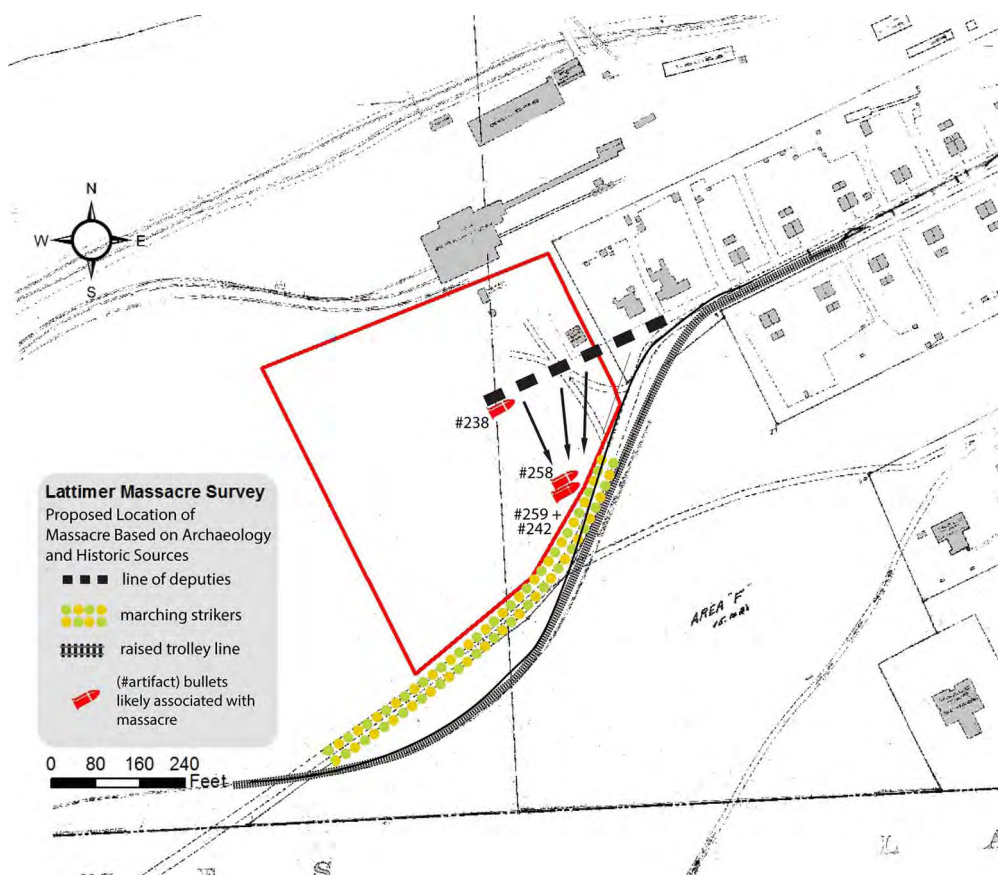 N
W E
S
#238
#258
#259 +
#242
Lattimer Massacre Survey
Proposed Location of
Massacre Based on Archaeology
and Historic Sources
line of deputies
marching strikers
raised trolley line
(#artifact) bullets
likely associated with
massacre
0 80 160 240
Feet
AREA "F"
27
S
L A